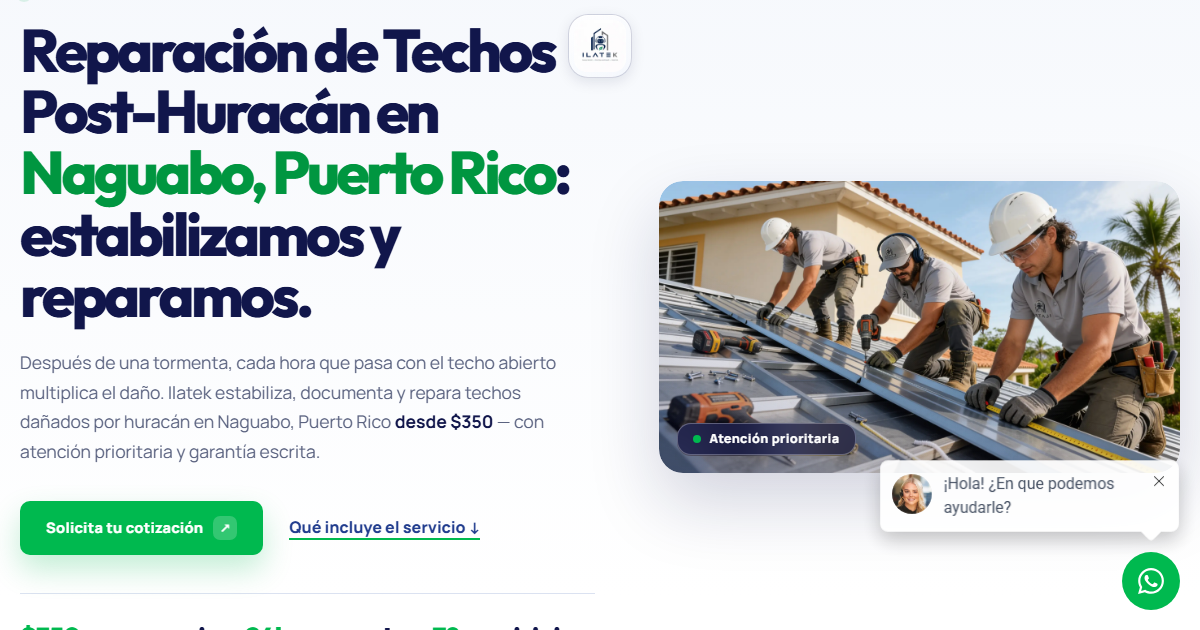 Reparación de Techos
Post-Huracán en
Naguabo, Puerto Rico:
estabilizamos y
reparamos.
ILATEK
Después de una tormenta, cada hora que pasa con el techo abierto
multiplica el daño. Ilatek estabiliza, documenta y repara techos
dañados por huracán en Naguabo, Puerto Rico desde $350 — con
atención prioritaria y garantía escrita.
Solicita tu cotización ↗
Qué incluye el servicio ↓
Atención prioritaria
¡Hola! ¿En que podemos
ayudarle?